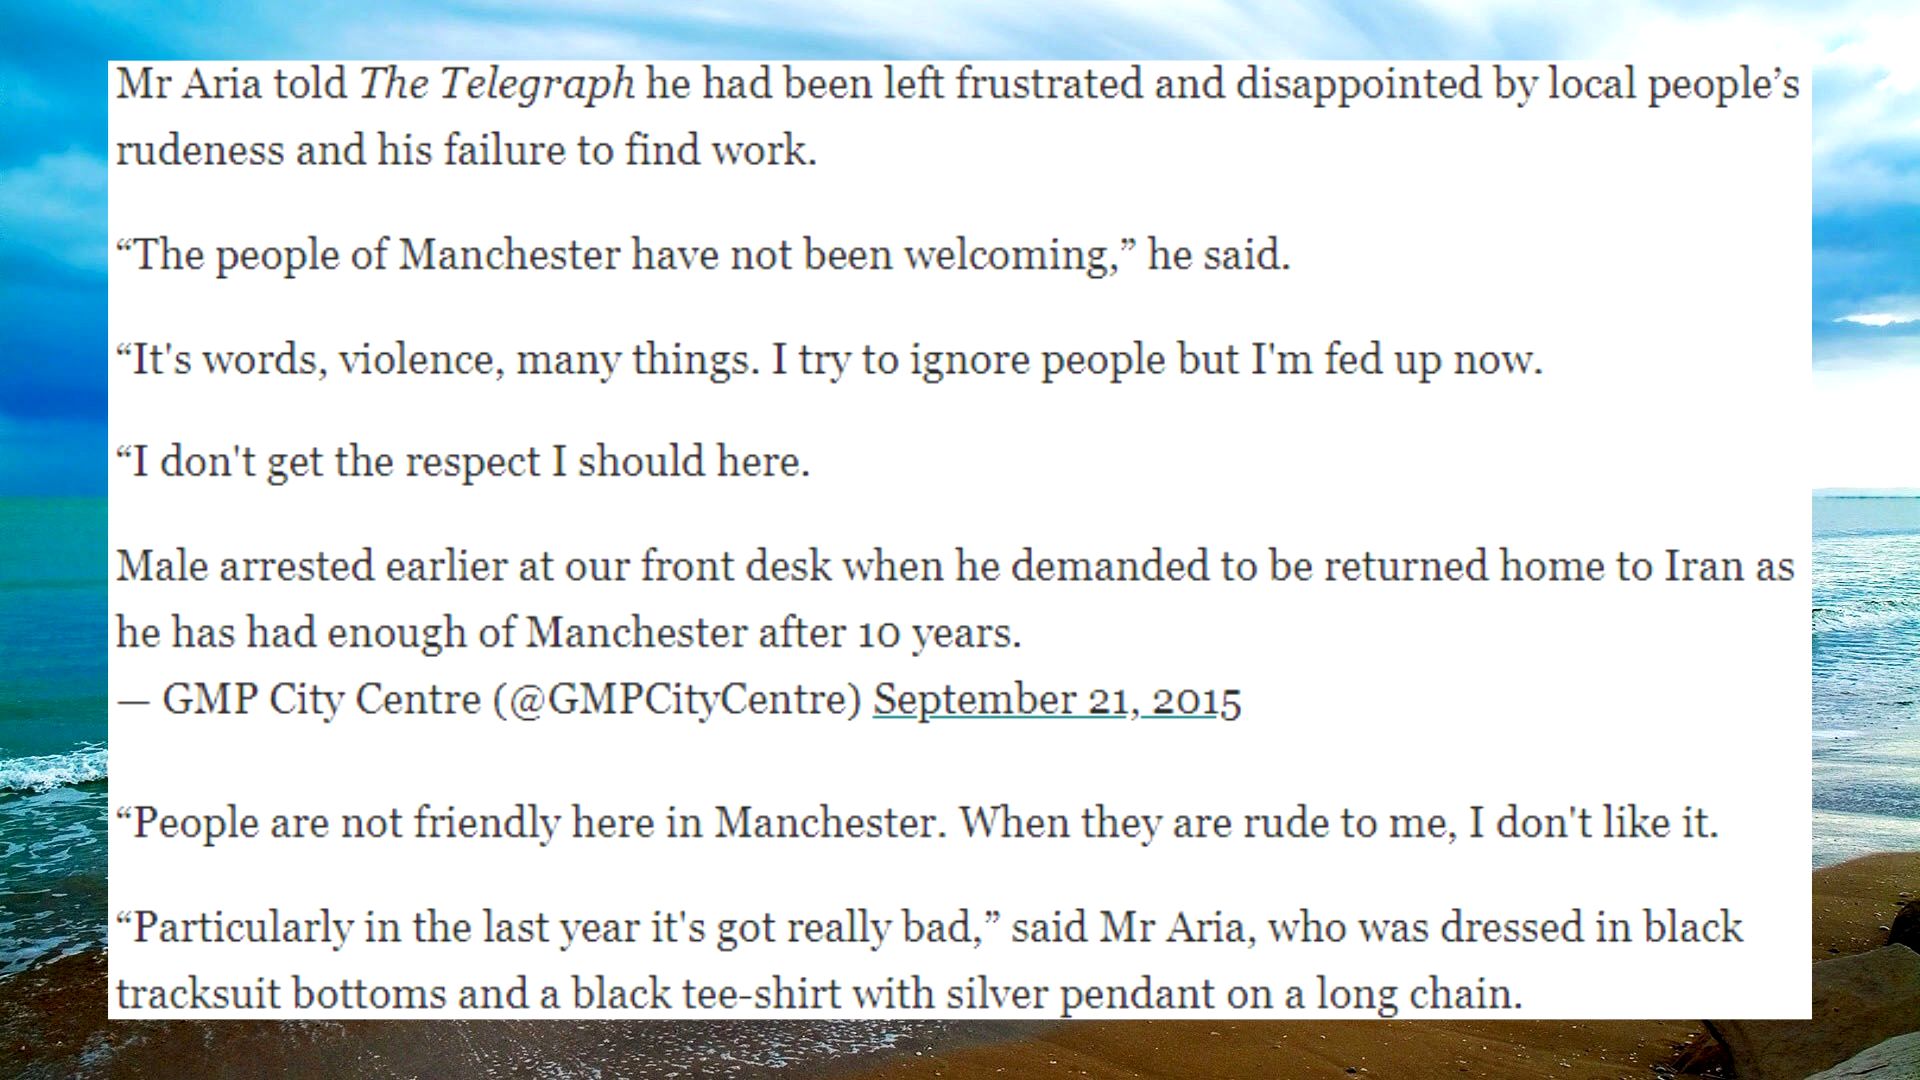 Mr Aria told The Telegraph he had been left frustrated and disappointed by local people’s
rudeness and his failure to find work.
“The people of Manchester have not been welcoming,” he said.
“It's words, violence, many things. I try to ignore people but I'm fed up now.
“I don't get the respect I should here.
Male arrested earlier at our front desk when he demanded to be returned home to Iran as
he has had enough of Manchester after 10 years.
— GMP City Centre (@GMPCityCentre) September 21, 2015
“People are not friendly here in Manchester. When they are rude to me, I don't like it.
“Particularly in the last year it's got really bad,” said Mr Aria, who was dressed in black
tracksuit bottoms and a black tee-shirt with silver pendant on a long chain.